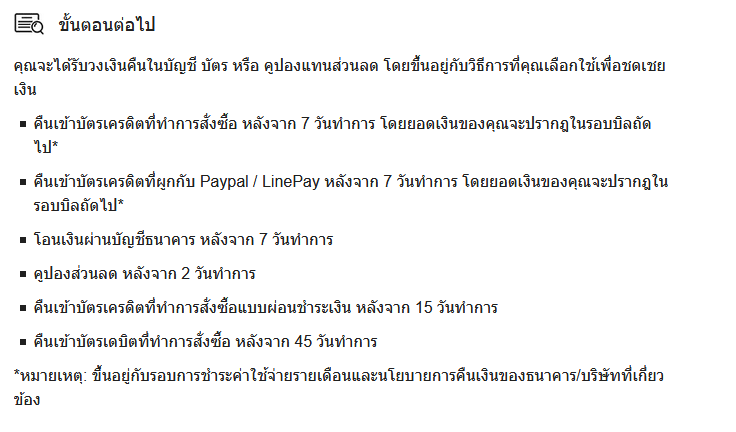 ขั้นตอนต่อไป
คุณจะได้รับวงเงินคืนในบัญชี บัตร หรือ คูปองแทนส่วนลด โดยขึ้นอยู่กับวิธีการที่คุณเลือกใช้เพื่อชดเชย
เงิน
▪ คืนเข้าบัตรเครดิตที่ทำการสั่งซื้อ หลังจาก 7 วันทำการ โดยยอดเงินของคุณจะปรากฎในรอบบิลถัด
ไป*
▪ คืนเข้าบัตรเครดิตที่ผูกกับ Paypal / LinePay หลังจาก 7 วันทำการ โดยยอดเงินของคุณจะปรากฎใน
รอบบิลถัดไป*
▪ โอนเงินผ่านบัญชีธนาคาร หลังจาก 7 วันทำการ
▪ คูปองส่วนลด หลังจาก 2 วันทำการ
▪ คืนเข้าบัตรเครดิตที่ทำการสั่งซื้อแบบผ่อนชำระเงิน หลังจาก 15 วันทำการ
▪ คืนเข้าบัตรเดบิตที่ทำการสั่งซื้อ หลังจาก 45 วันทำการ
*หมายเหตุ: ขึ้นอยู่กับรอบการชำระค่าใช้จ่ายรายเดือนและนโยบายการคืนเงินของธนาคาร/บริษัทที่เกี่ยว
ข้อง